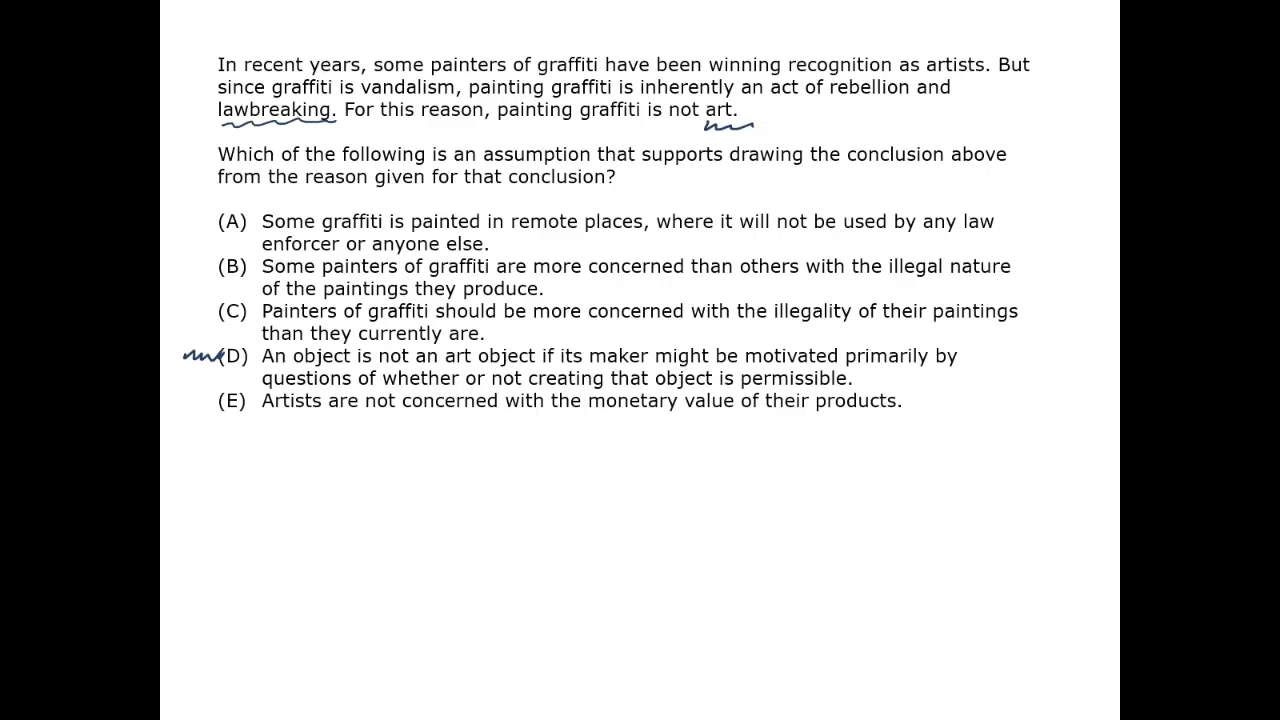 In recent years, some painters of graffiti have been winning recognition as artists. But
since graffiti is vandalism, painting graffiti is inherently an act of rebellion and
lawbreaking. For this reason, painting graffiti is not art.
Which of the following is an assumption that supports drawing the conclusion above
from the reason given for that conclusion?
(A) Some graffiti is painted in remote places, where it will not be used by any law
enforcer or anyone else.
(B) Some painters of graffiti are more concerned than others with the illegal nature
of the paintings they produce.
(C) Painters of graffiti should be more concerned with the illegality of their paintings
than they currently are.
(D) An object is not an art object if its maker might be motivated primarily by
questions of whether or not creating that object is permissible.
(E) Artists are not concerned with the monetary value of their products.